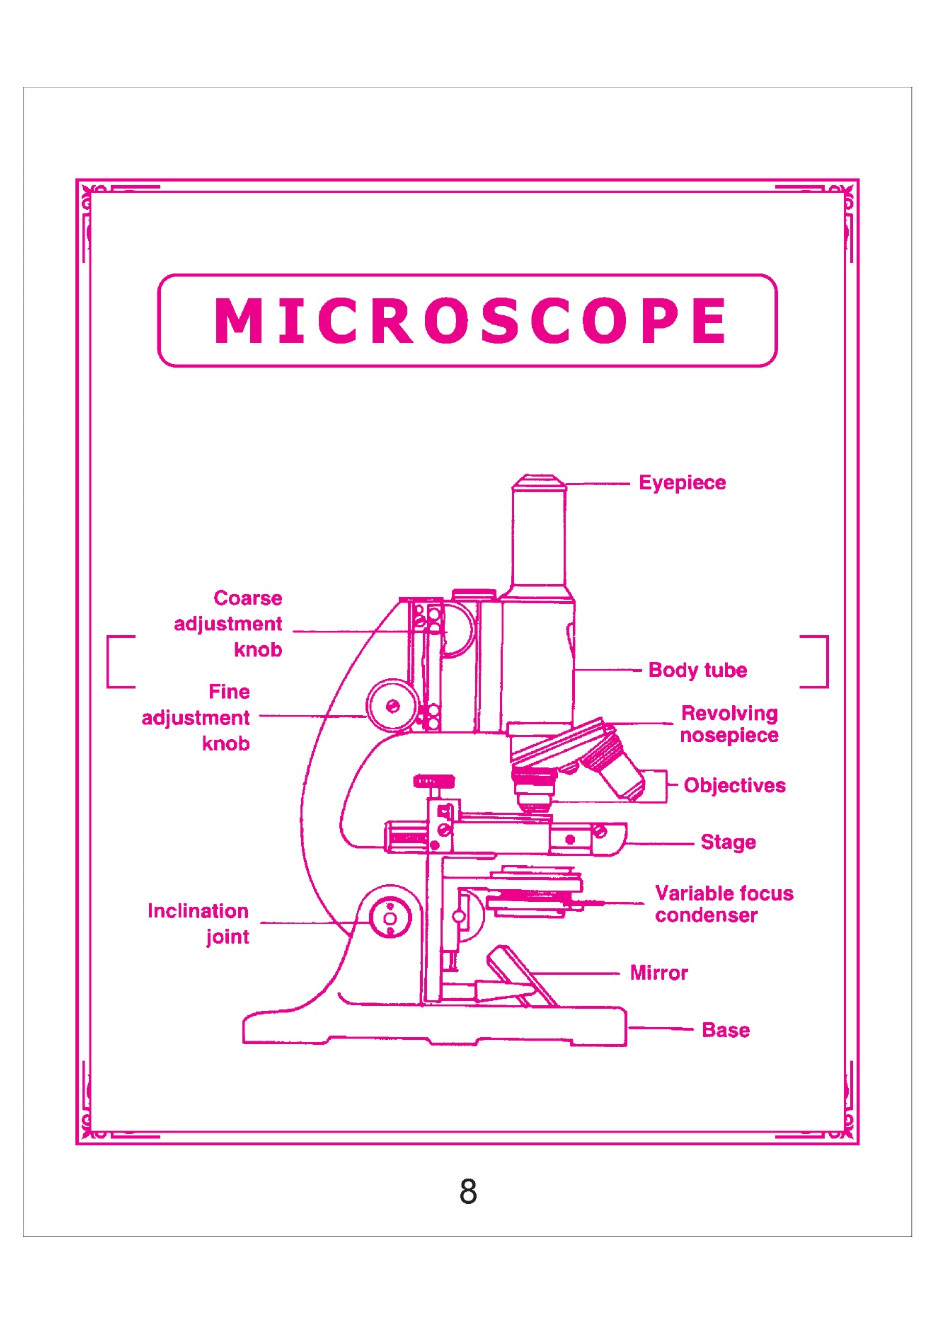 MICROSCOPE
Eyepiece
Coarse
adjustment
knob
Body tube
Fine
adjustment
knob
Revolving
nosepiece
Objectives
Stage
Variable focus
condenser
Inclination
joint
Mirror
Base
8